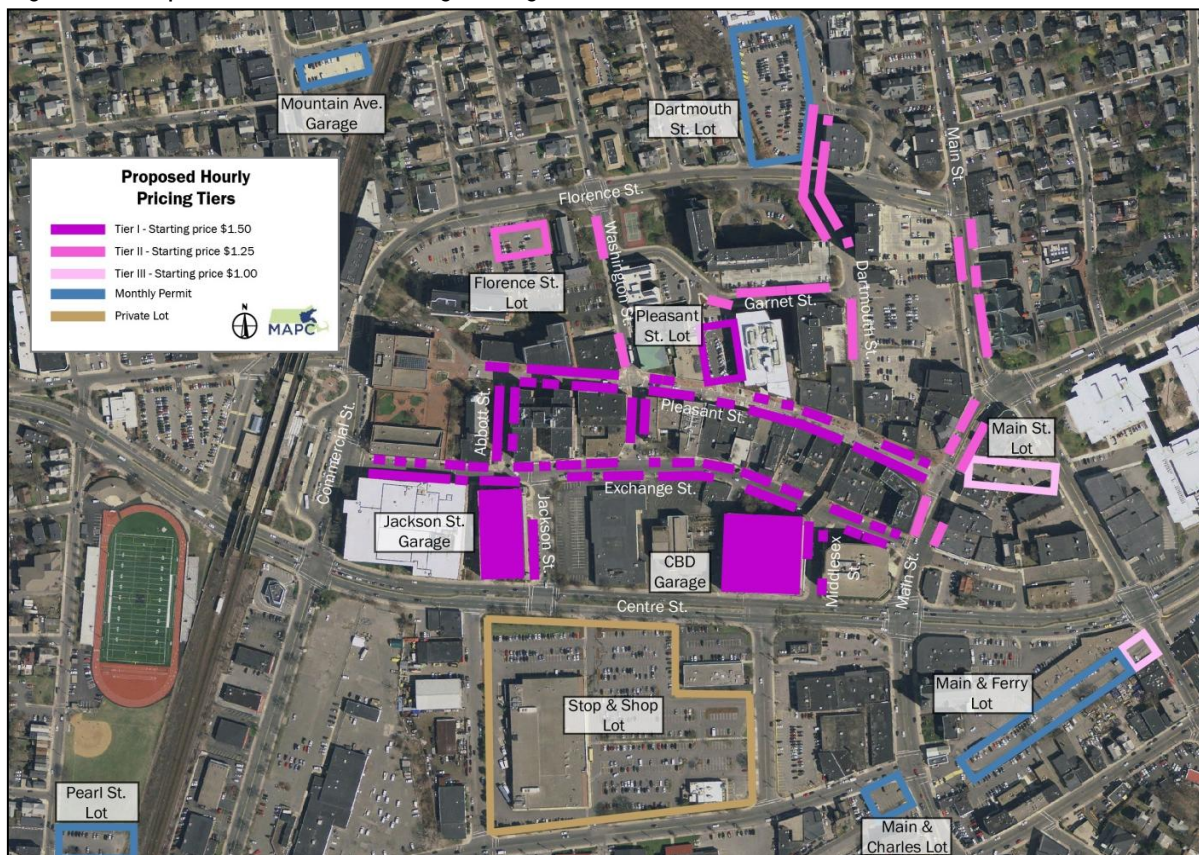 Mountain Ave.
Garage
Dartmouth
St. Lot
Main St.
Proposed Hourly
Pricing Tiers
Tier I - Starting price $1.50
Tier II - Starting price $1.25
Tier III - Starting price $1.00
Monthly Permit
Private Lot
N
MAPC
Florence St.
Washington St.
Florence St.
Lot
Garnet St.
Pleasant
St. Lot
Dartmouth St.
Abbott St.
Pleasant St.
Main St.
Lot
Commercial St.
Exchange St.
Jackson St.
Garage
Jackson St.
CBD
Garage
Middlesex
St.
Main St.
Centre St.
Main & Ferry
Lot
Stop & Shop
Lot
Pearl St.
Lot
Main &
Charles Lot